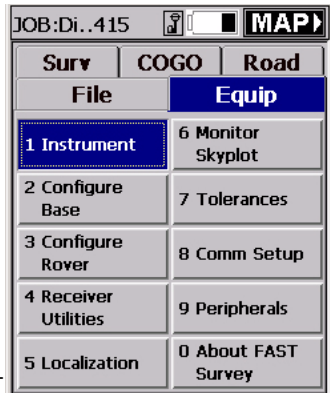 JOB:Di..415 MAP
Surv COGO Road
File Equip
1 Instrument
6 Monitor
Skyplot
2 Configure
Base
7 Tolerances
3 Configure
Rover
8 Comm Setup
4 Receiver
Utilities
9 Peripherals
5 Localization
0 About FAST
Survey